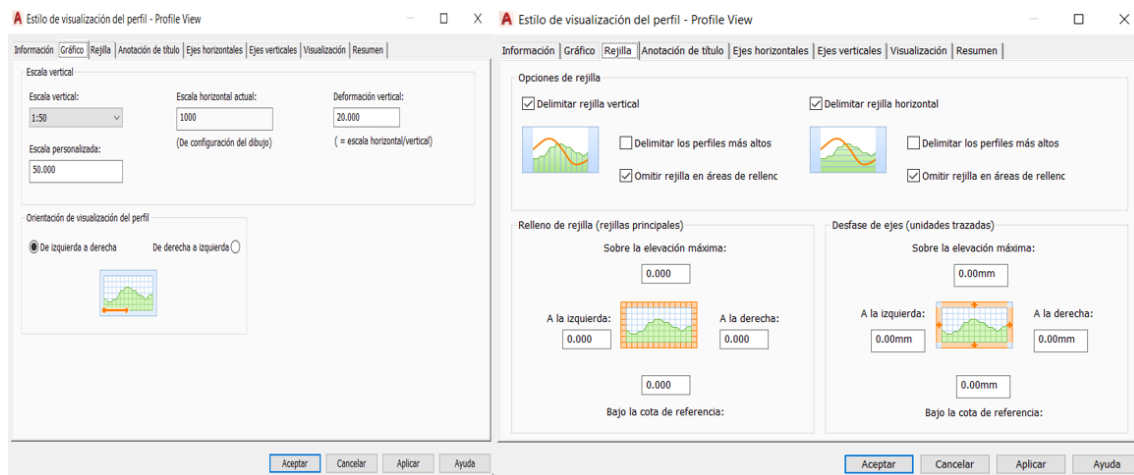 Estilo de visualización del perfil - Profile View
Información Gráfico Rejilla Anotación de título Ejes horizontales Ejes verticales Visualización Resumen
Escala vertical
Escala vertical:
Escala horizontal actual:
Deformación vertical:
1:50
1000
20.000
(De configuración del dibujo)
( = escala horizontal/vertical)
Escala personalizada:
50.000
Orientación de visualización del perfil
De izquierda a derecha
De derecha a izquierda
Aceptar Cancelar Aplicar Ayuda
Estilo de visualización del perfil - Profile View
Información Gráfico Rejilla Anotación de título Ejes horizontales Ejes verticales Visualización Resumen
Opciones de rejilla
Delimitar rejilla vertical
Delimitar los perfiles más altos
Omitir rejilla en áreas de rellenc
Delimitar rejilla horizontal
Delimitar los perfiles más altos
Omitir rejilla en áreas de rellenc
Relleno de rejilla (rejillas principales)
Sobre la elevación máxima:
0.000
A la izquierda:
0.000
A la derecha:
0.000
0.000
Bajo la cota de referencia:
Desfase de ejes (unidades trazadas)
Sobre la elevación máxima:
0.00mm
A la izquierda:
0.00mm
A la derecha:
0.00mm
0.00mm
Bajo la cota de referencia:
Aceptar Cancelar Aplicar Ayuda